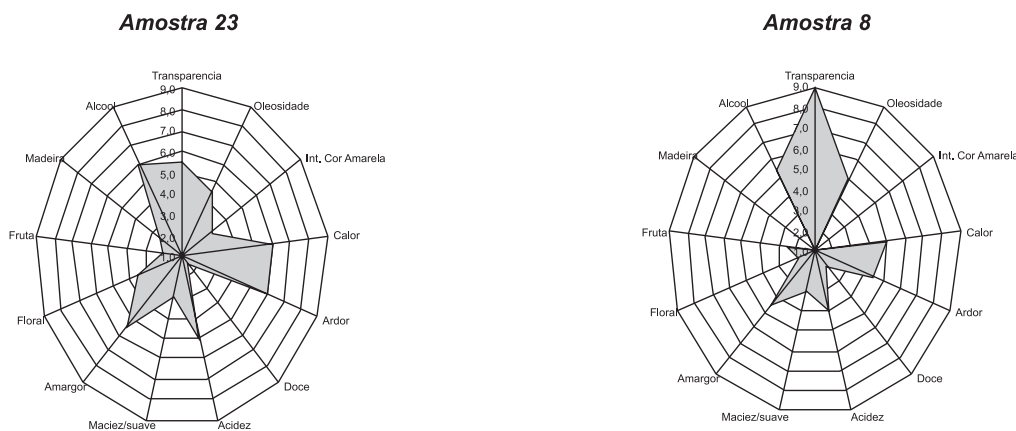 Amostra 23
Transparencia
9,0
8,0
7,0
6,0
5,0
4,0
3,0
2,0
1,0
Oleosidade
Int. Cor Amarela
Calor
Ardor
Doce
Acidez
Maciez/suave
Amargor
Floral
Fruta
Madeira
Alcool
Amostra 8
Transparencia
9,0
8,0
7,0
6,0
5,0
4,0
3,0
2,0
1,0
Oleosidade
Int. Cor Amarela
Calor
Ardor
Doce
Acidez
Maciez/suave
Amargor
Floral
Fruta
Madeira
Alcool